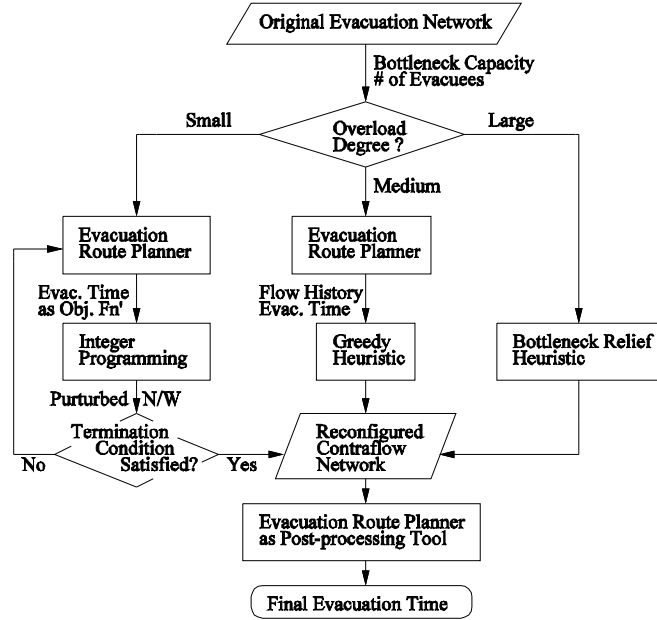 Original Evacuation Network
Bottleneck Capacity
# of Evacuees
Overload
Degree ?
Small
Large
Medium
Evacuation
Route Planner
Evacuation
Route Planner
Evac. Time
as Obj. Fn'
Flow History
Evac. Time
Integer
Programming
Greedy
Heuristic
Bottleneck Relief
Heuristic
Purturbed N/W
Termination
Condition
Satisfied?
No
Yes
Reconfigured
Contraflow
Network
Evacuation Route Planner
as Post-processing Tool
Final Evacuation Time